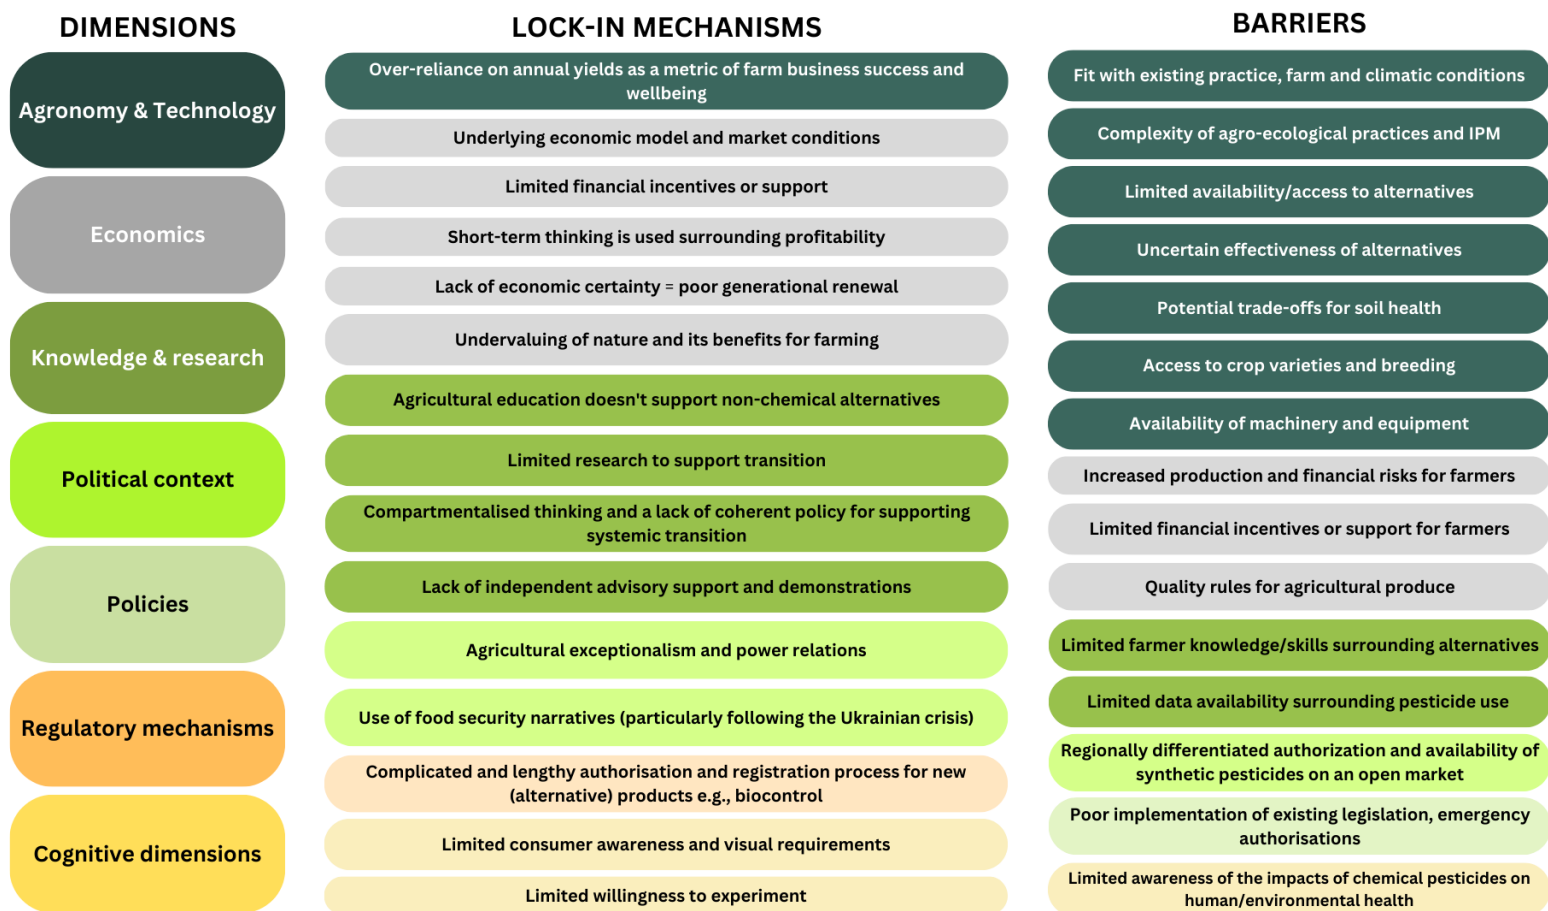 DIMENSIONS
Agronomy & Technology
Economics
Knowledge & research
Political context
Policies
Regulatory mechanisms
Cognitive dimensions
LOCK-IN MECHANISMS
Over-reliance on annual yields as a metric of farm business success and
wellbeing
Underlying economic model and market conditions
Limited financial incentives or support
Short-term thinking is used surrounding profitability
Lack of economic certainty = poor generational renewal
Undervaluing of nature and its benefits for farming
Agricultural education doesn't support non-chemical alternatives
Limited research to support transition
Compartmentalised thinking and a lack of coherent policy for supporting
systemic transition
Lack of independent advisory support and demonstrations
Agricultural exceptionalism and power relations
Use of food security narratives (particularly following the Ukrainian crisis)
Complicated and lengthy authorisation and registration process for new
(alternative) products e.g., biocontrol
Limited consumer awareness and visual requirements
Limited willingness to experiment
BARRIERS
Fit with existing practice, farm and climatic conditions
Complexity of agro-ecological practices and IPM
Limited availability/access to alternatives
Uncertain effectiveness of alternatives
Potential trade-offs for soil health
Access to crop varieties and breeding
Availability of machinery and equipment
Increased production and financial risks for farmers
Limited financial incentives or support for farmers
Quality rules for agricultural produce
Limited farmer knowledge/skills surrounding alternatives
Limited data availability surrounding pesticide use
Regionally differentiated authorization and availability of
synthetic pesticides on an open market
Poor implementation of existing legislation, emergency
authorisations
Limited awareness of the impacts of chemical pesticides on
human/environmental health